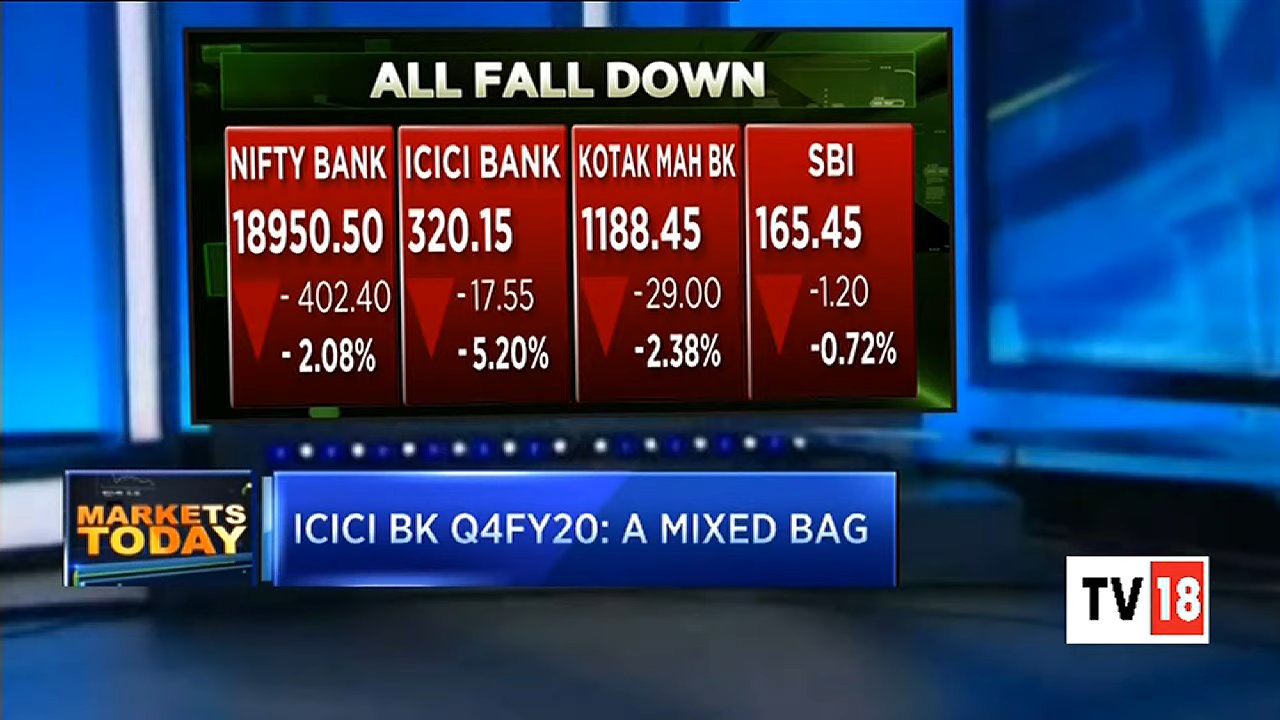 ALL FALL DOWN
NIFTY BANK
18950.50
- 402.40
- 2.08%
ICICI BANK
320.15
-17.55
-5.20%
KOTAK MAH BK
1188.45
-29.00
-2.38%
SBI
165.45
-1.20
-0.72%
MARKETS
TODAY
ICICI BK Q4FY20: A MIXED BAG
TV18